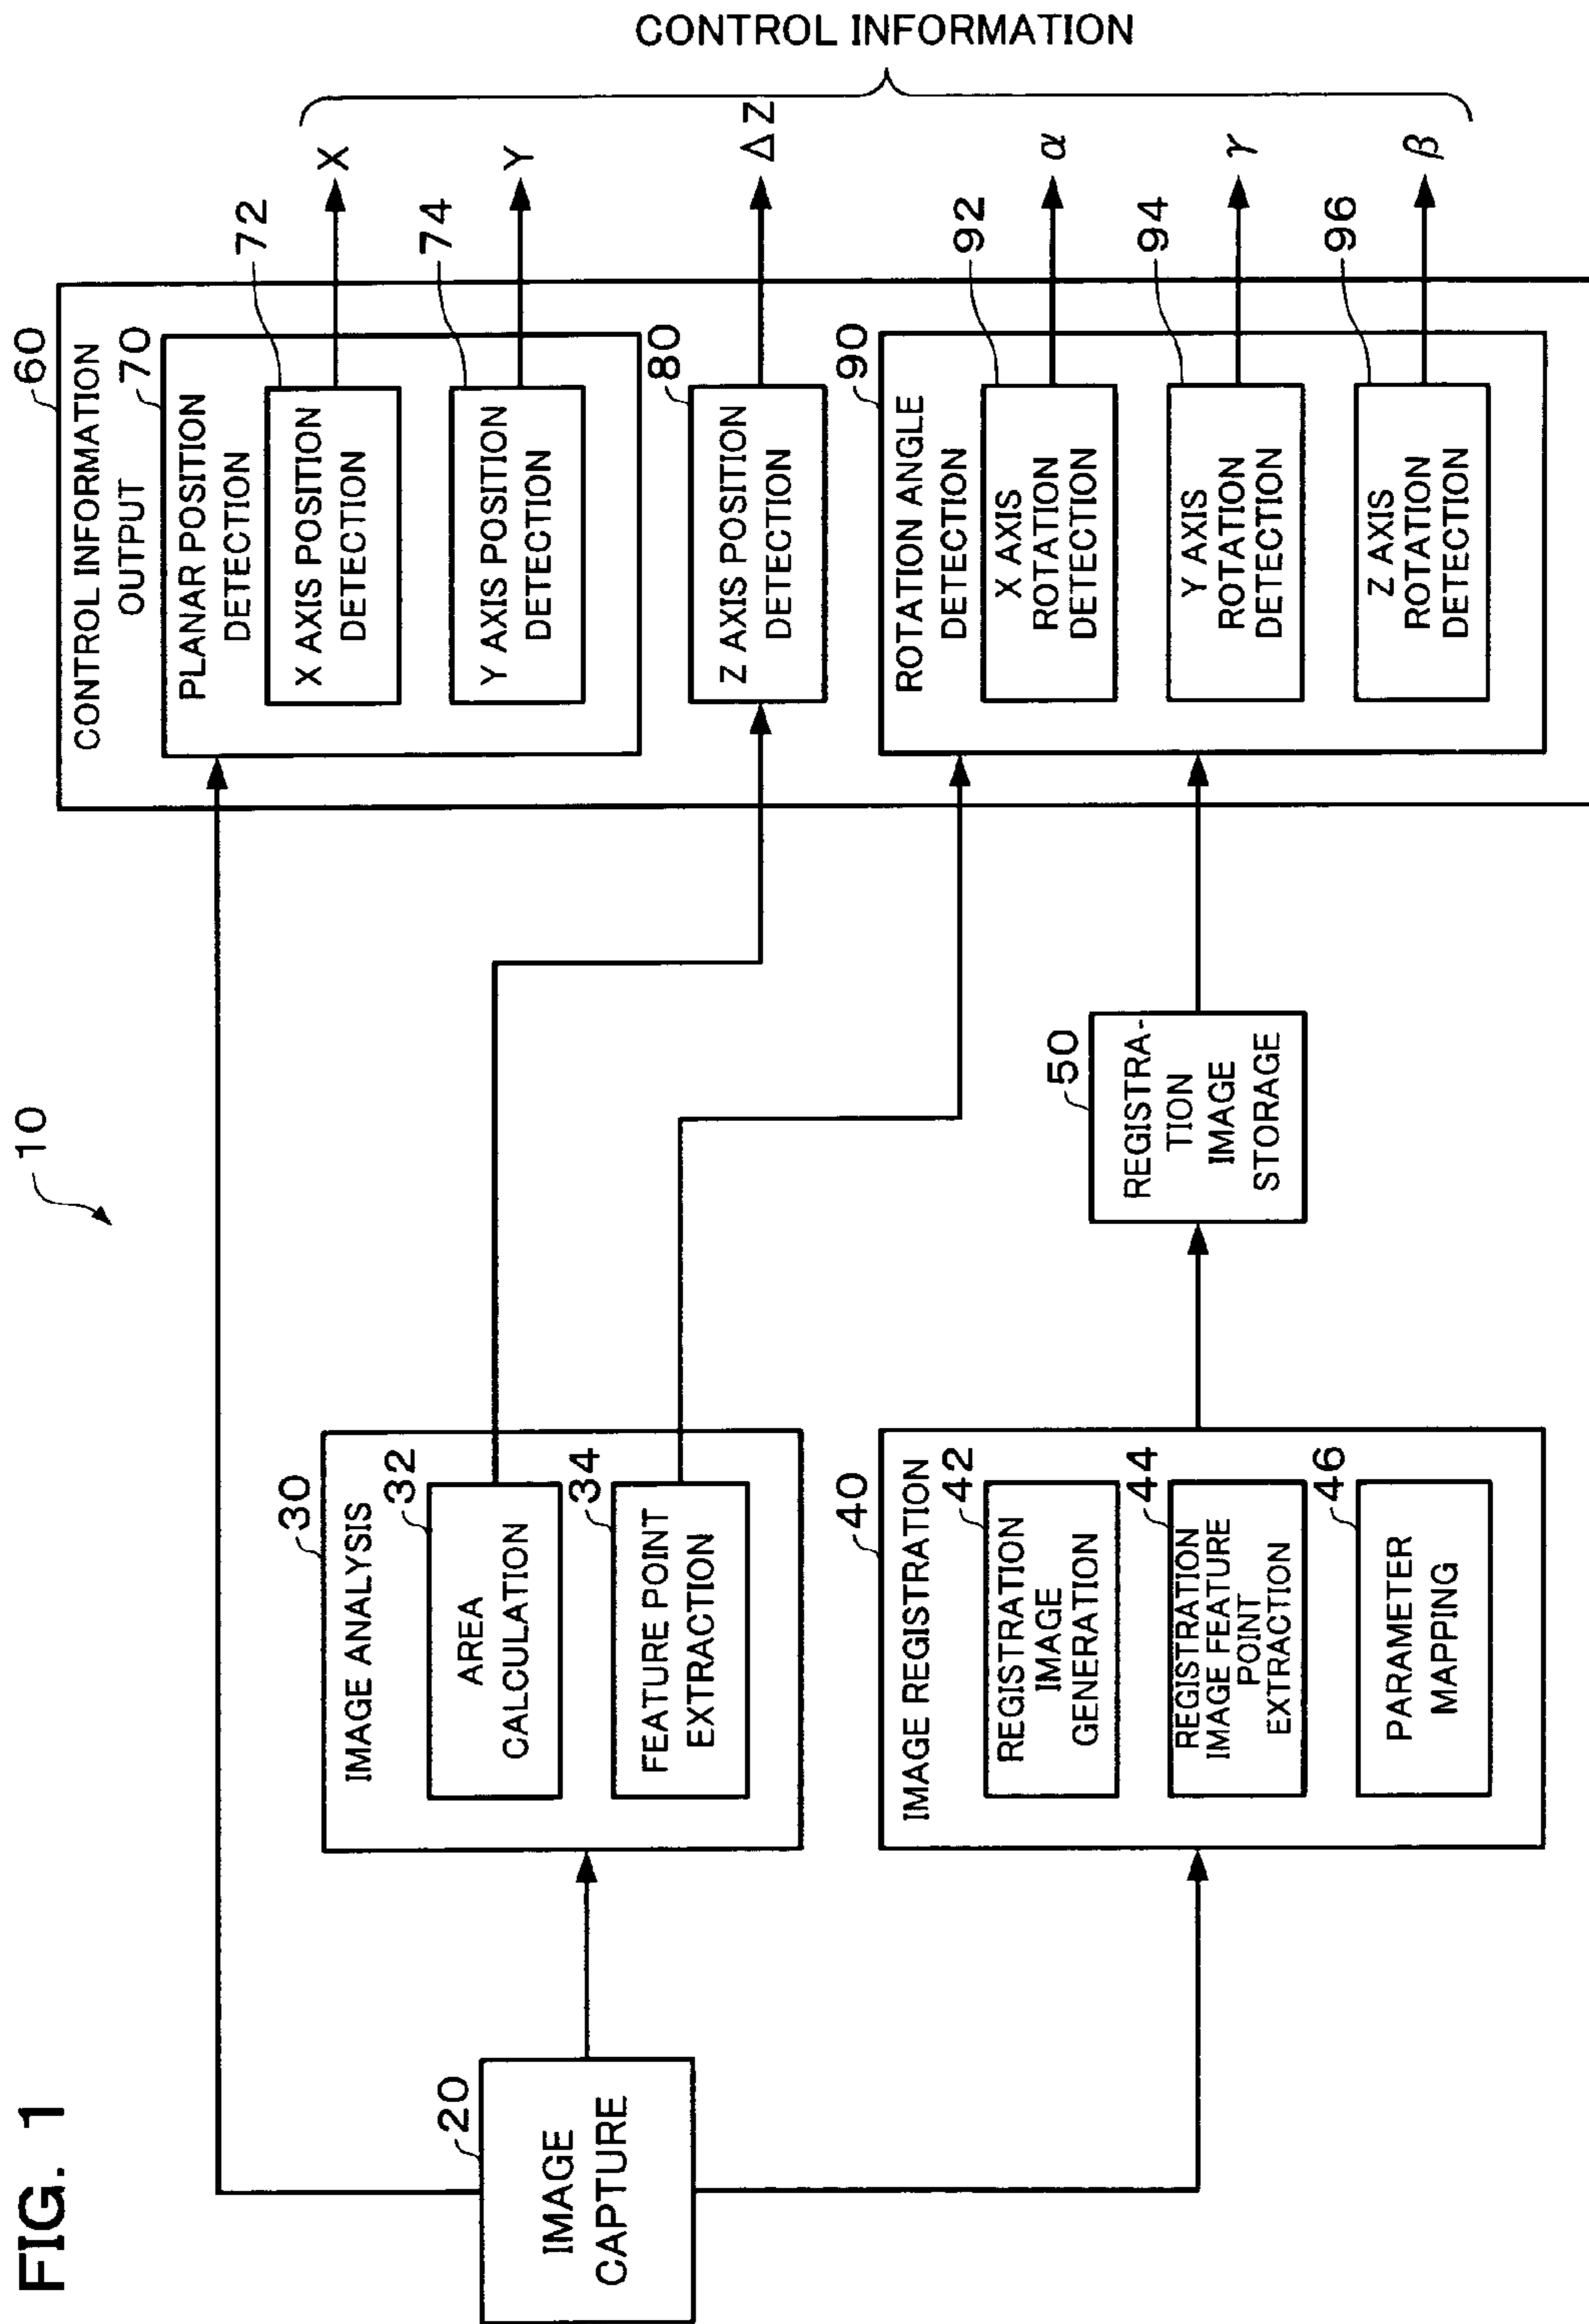 FIG. 1
10
20
IMAGE
CAPTURE
30
IMAGE ANALYSIS
32
AREA
CALCULATION
34
FEATURE POINT
EXTRACTION
40
IMAGE REGISTRATION
42
REGISTRATION
IMAGE
GENERATION
44
REGISTRATION
IMAGE FEATURE
POINT
EXTRACTION
46
PARAMETER
MAPPING
50
REGISTRA-
TION
IMAGE
STORAGE
60
CONTROL INFORMATION
OUTPUT
70
PLANAR POSITION
DETECTION
72
X AXIS POSITION
DETECTION
74
Y AXIS POSITION
DETECTION
80
Z AXIS POSITION
DETECTION
90
ROTATION ANGLE
DETECTION
92
X AXIS
ROTATION
DETECTION
94
Y AXIS
ROTATION
DETECTION
96
Z AXIS
ROTATION
DETECTION
X
Y
ΔZ
α
γ
β
CONTROL INFORMATION